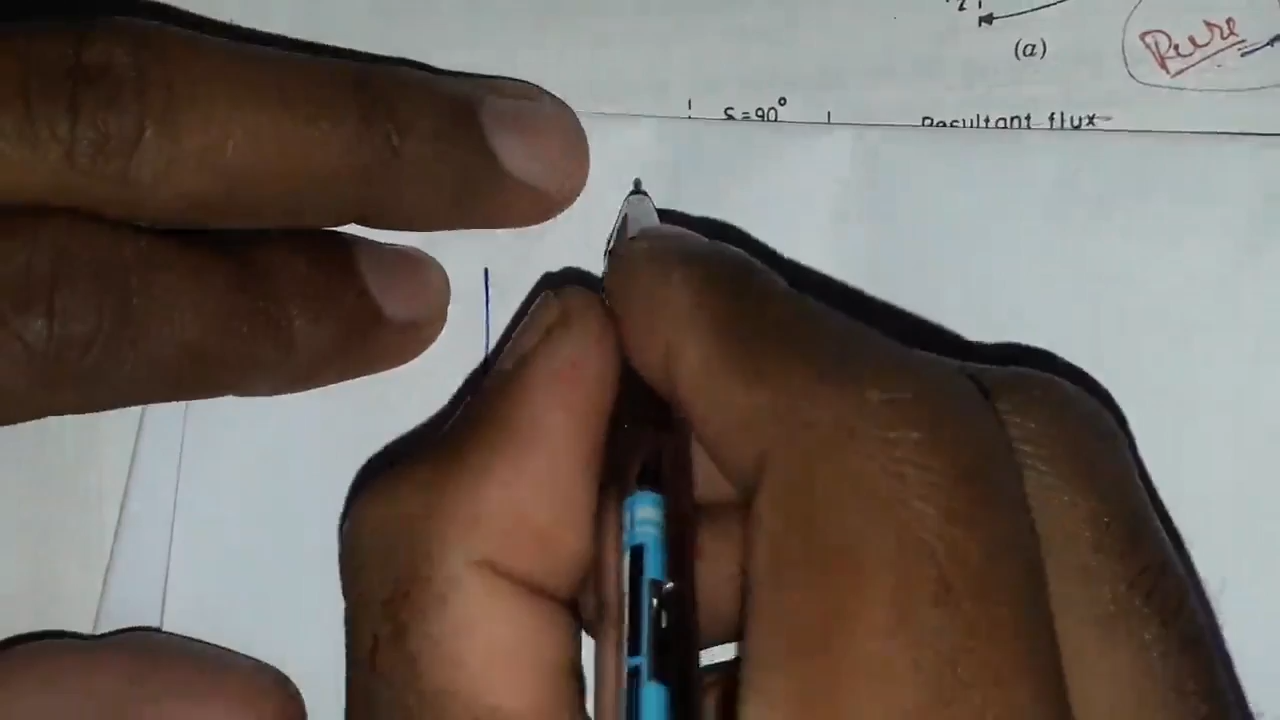 (a)
Pure
δ=90°
Resultant flux